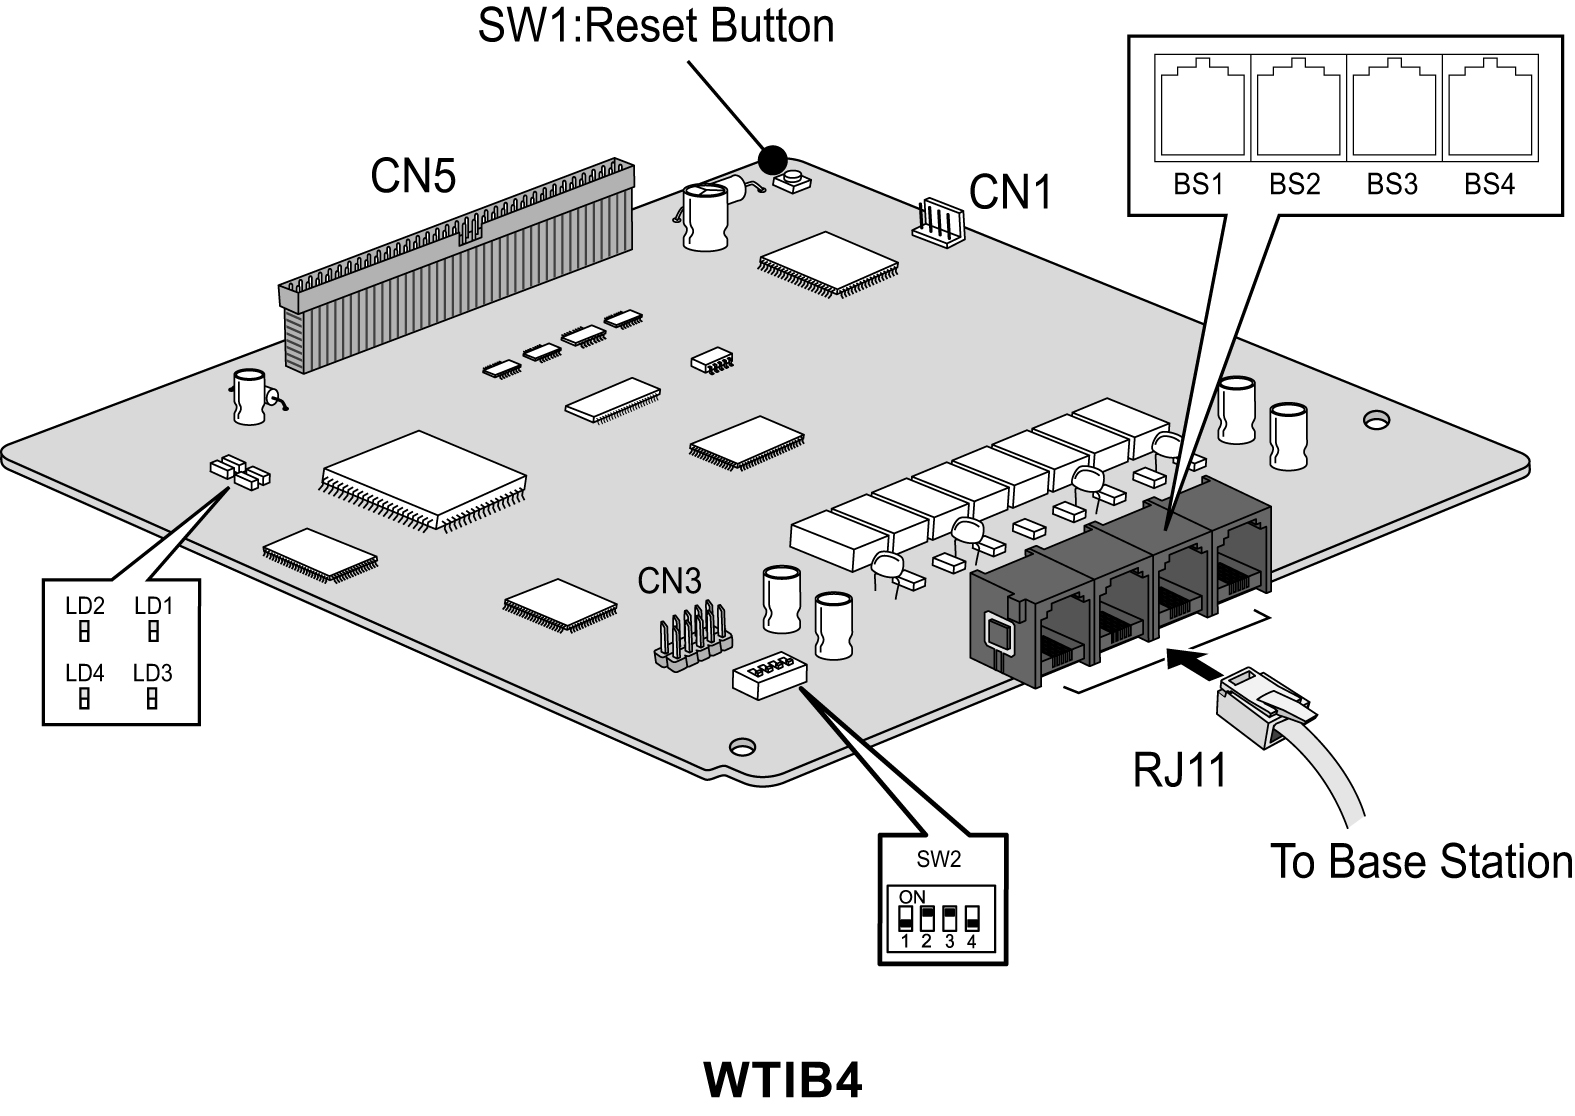 SW1:Reset Button
CN5
CN1
BS1 BS2 BS3 BS4
CN3
LD2 LD1
LD4 LD3
RJ11
To Base Station
SW2
ON
1 2 3 4
WTIB4